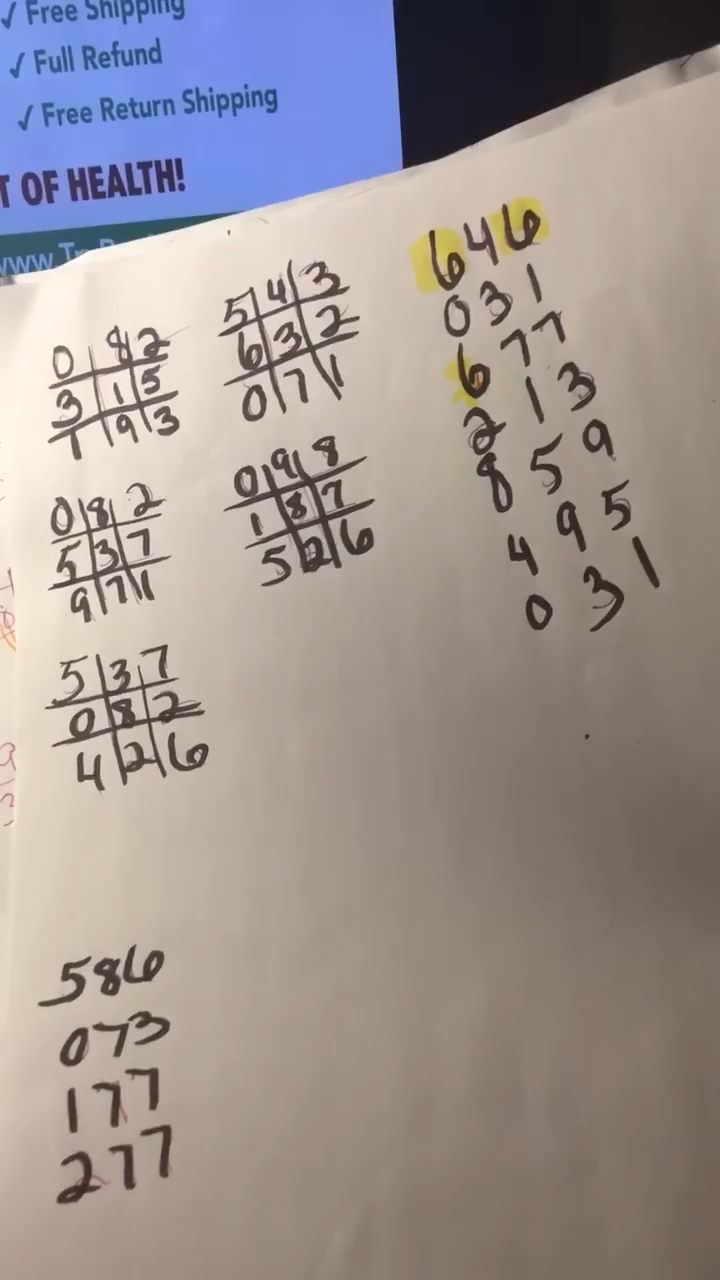 ✓ Free Shipping
✓ Full Refund
✓ Free Return Shipping
T OF HEALTH!
www.
0 8 2
3 1 5
1 9 3
5 4 3
6 3 2
0 7 1
646
031
677
213
859
495
031
0 8 2
5 3 7
9 7 1
0 9 8
1 8 7
5 2 6
5 3 7
0 8 2
4 2 6
586
073
177
277